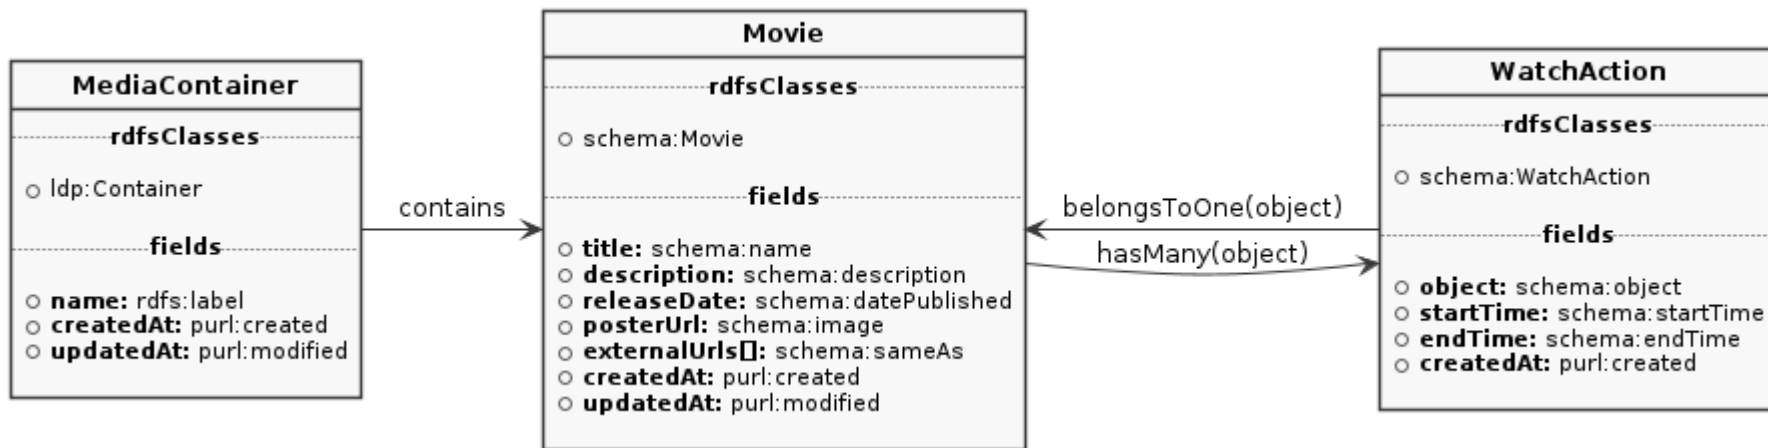 MediaContainer
rdfsClasses
ldp:Container
fields
name: rdfs:label
createdAt: purl:created
updatedAt: purl:modified
contains
Movie
rdfsClasses
schema:Movie
fields
title: schema:name
description: schema:description
releaseDate: schema:datePublished
posterUrl: schema:image
externalUrls[]: schema:sameAs
createdAt: purl:created
updatedAt: purl:modified
belongsToOne(object)
hasMany(object)
WatchAction
rdfsClasses
schema:WatchAction
fields
object: schema:object
startTime: schema:startTime
endTime: schema:endTime
createdAt: purl:created